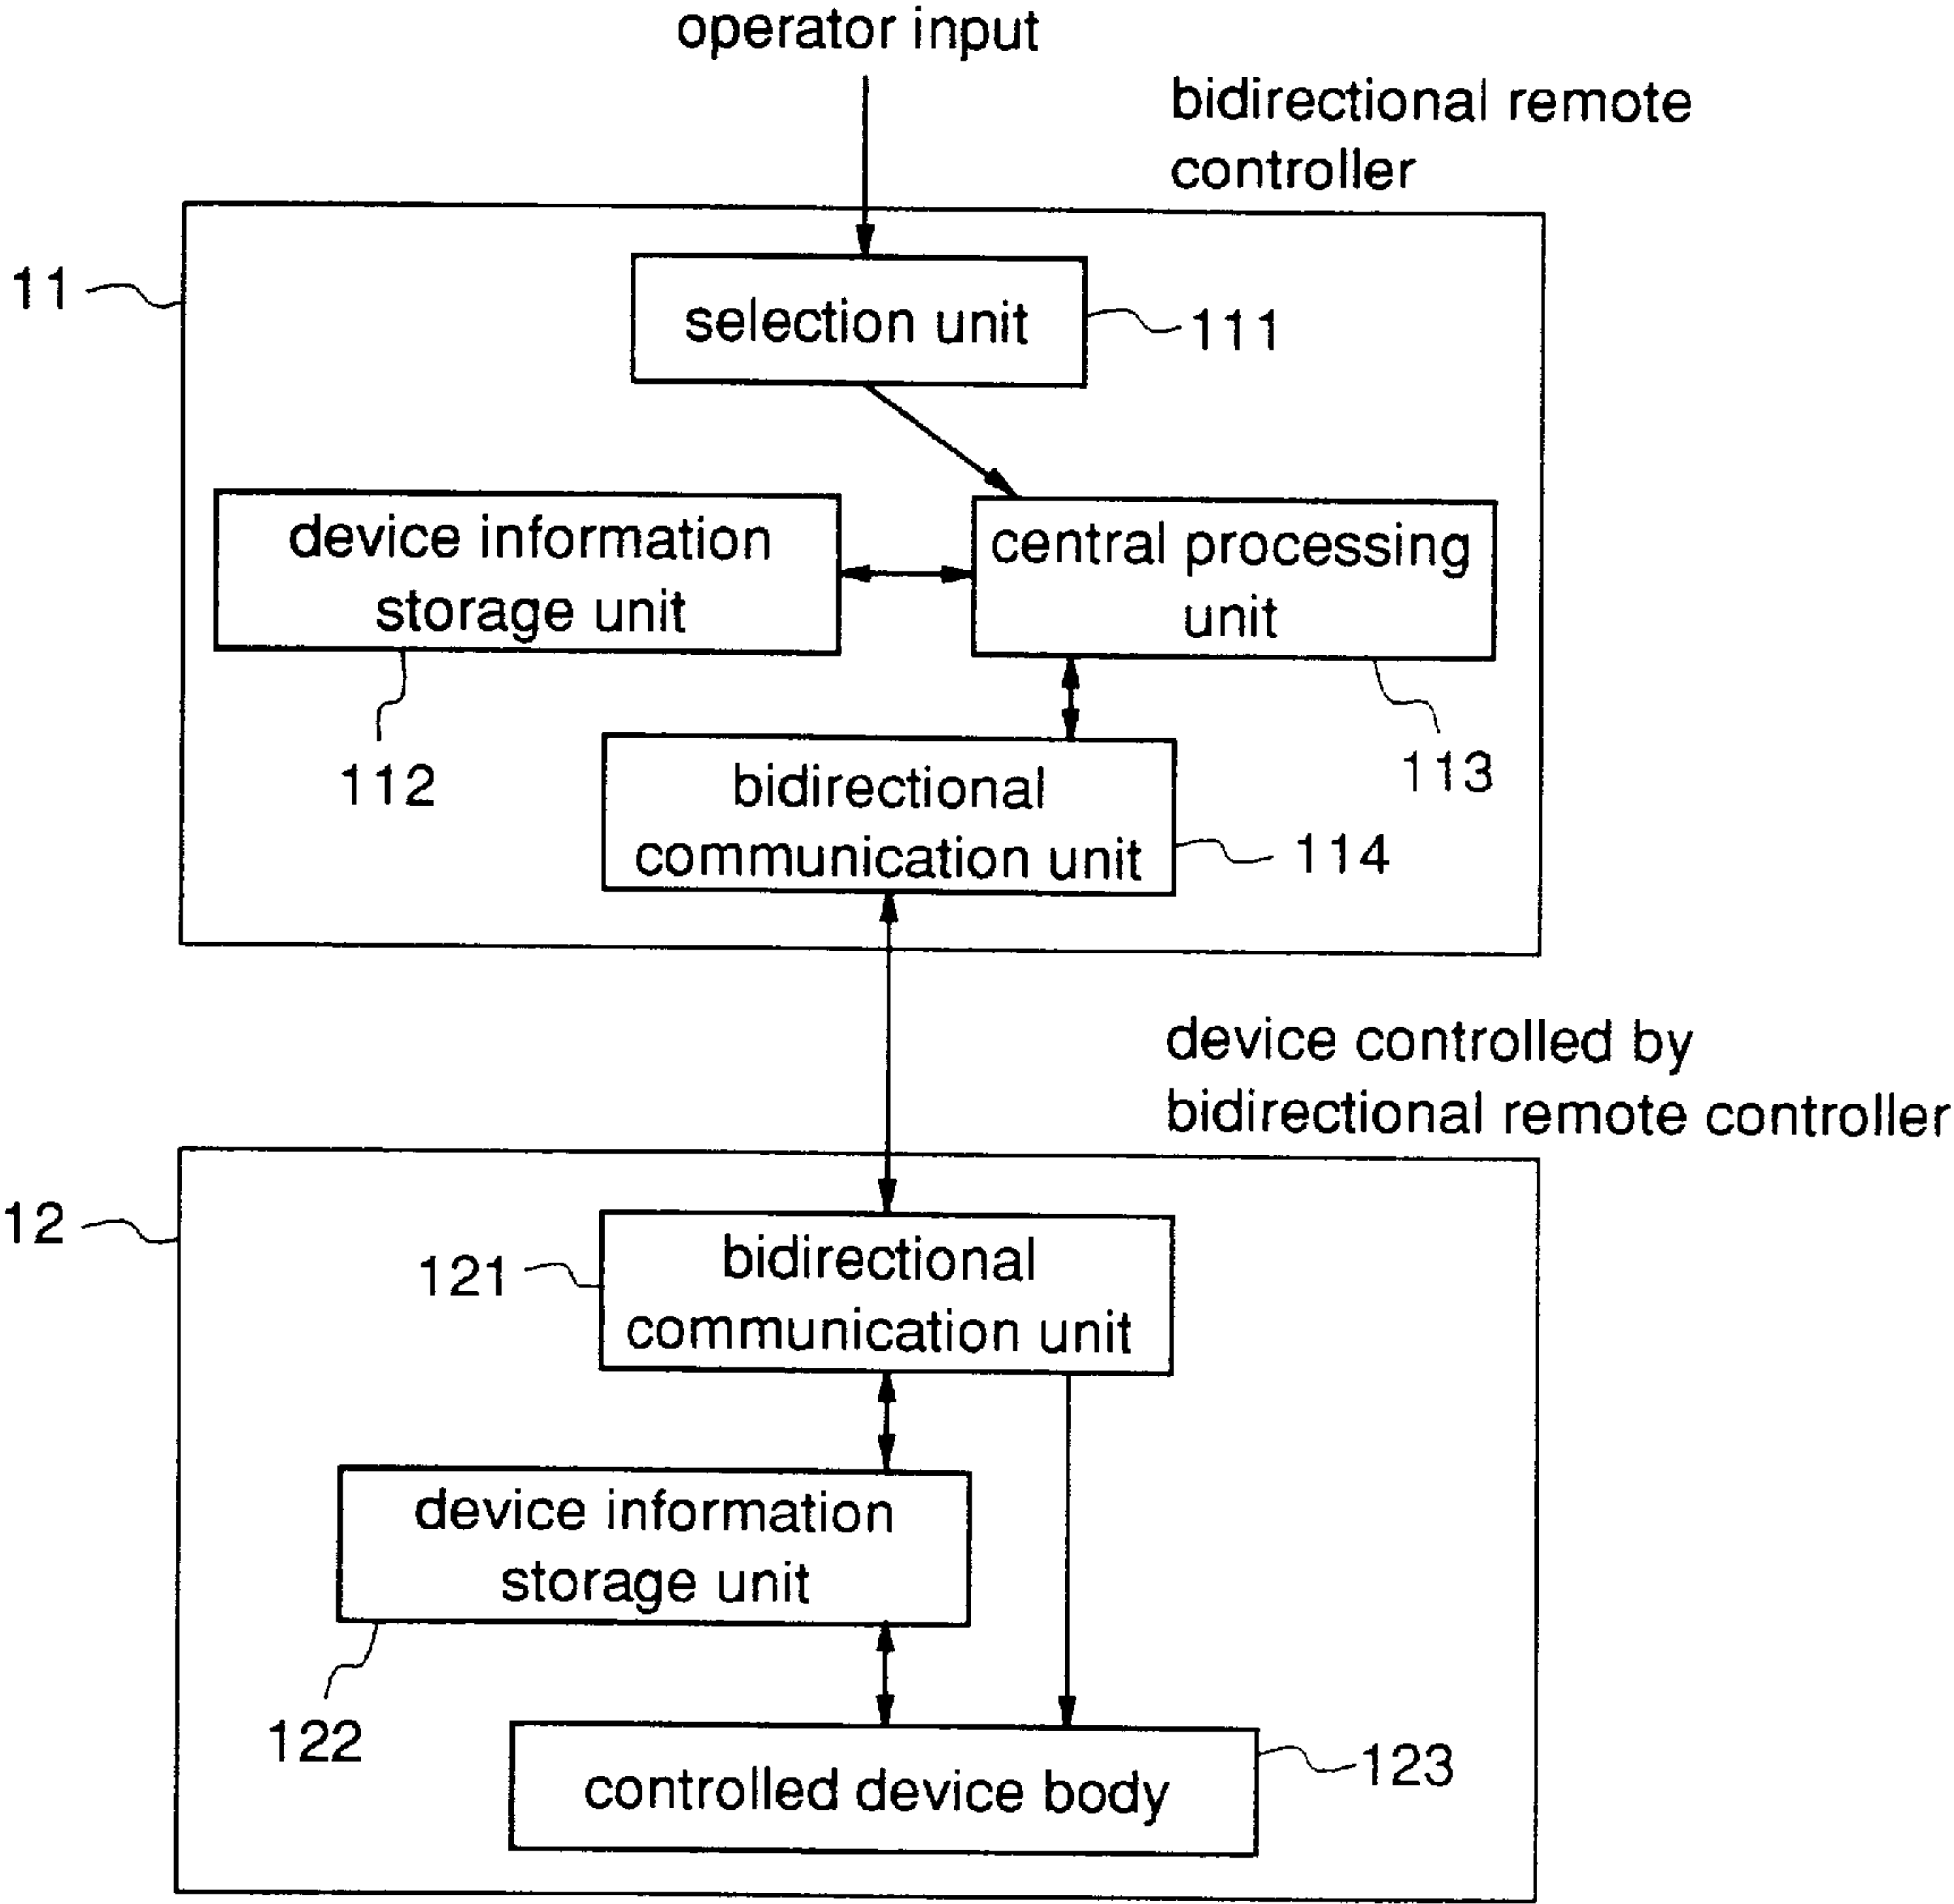 operator input
bidirectional remote
controller
11
selection unit
111
device information
storage unit
central processing
unit
112
113
bidirectional
communication unit
114
device controlled by
bidirectional remote controller
12
121
bidirectional
communication unit
device information
storage unit
122
controlled device body
123